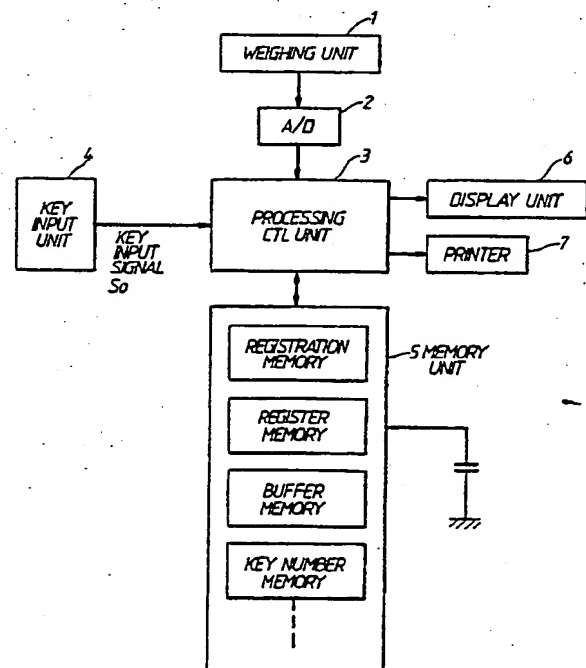 1
WEIGHING UNIT
2
A/D
3
4
6
KEY
INPUT
UNIT
PROCESSING
CTL UNIT
DISPLAY UNIT
KEY
INPUT
SIGNAL
So
PRINTER
7
REGISTRATION
MEMORY
5 MEMORY
UNIT
REGISTER
MEMORY
BUFFER
MEMORY
KEY NUMBER
MEMORY